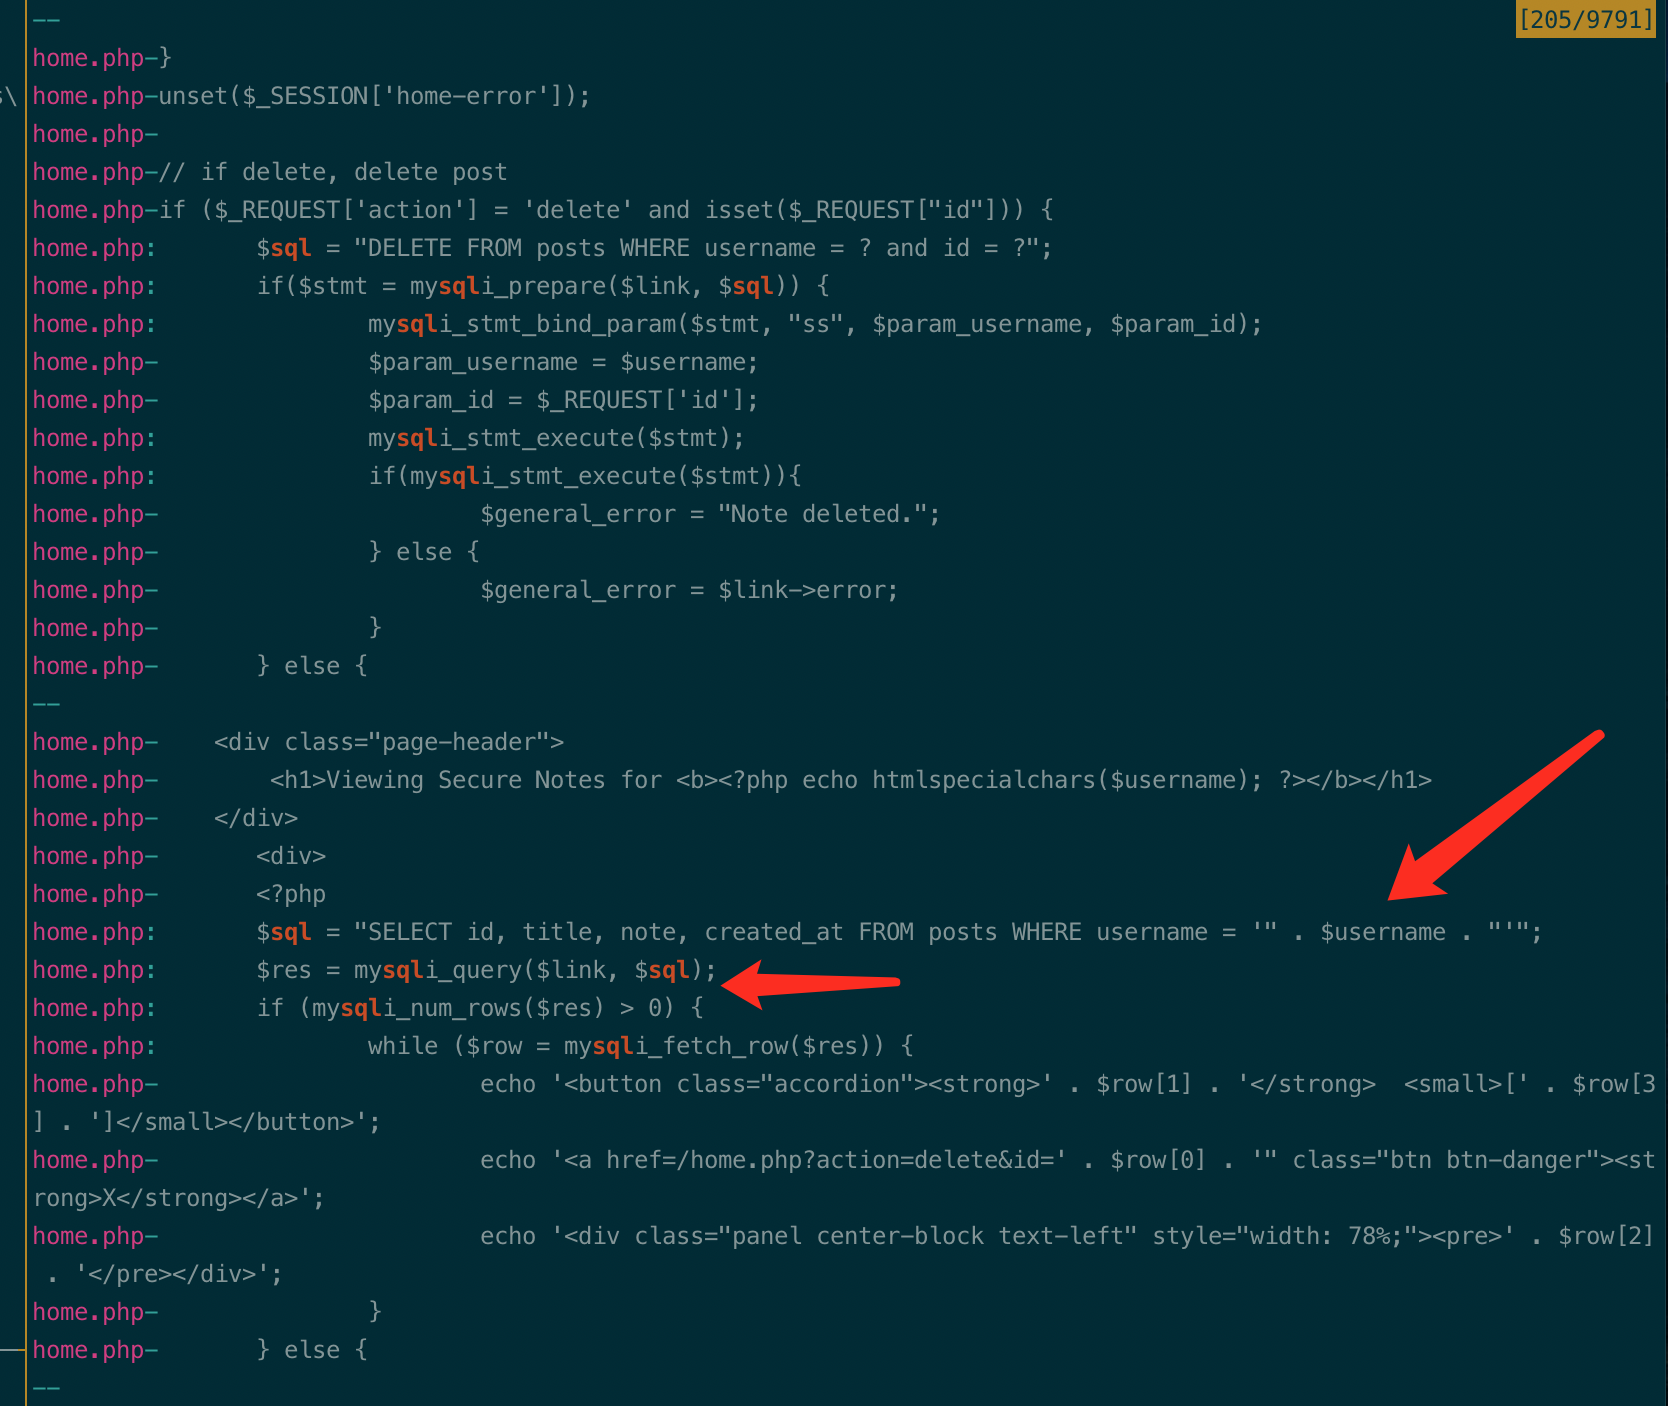 --
[205/9791]
home.php-}
s\
home.php-unset($_SESSION['home-error']);
home.php-
home.php-// if delete, delete post
home.php-if ($_REQUEST['action'] = 'delete' and isset($_REQUEST["id"])) {
home.php:       $sql = "DELETE FROM posts WHERE username = ? and id = ?";
home.php:       if($stmt = mysqli_prepare($link, $sql)) {
home.php:               mysqli_stmt_bind_param($stmt, "ss", $param_username, $param_id);
home.php-               $param_username = $username;
home.php-               $param_id = $_REQUEST['id'];
home.php:               mysqli_stmt_execute($stmt);
home.php:               if(mysqli_stmt_execute($stmt)){
home.php-                       $general_error = "Note deleted.";
home.php-               } else {
home.php-                       $general_error = $link->error;
home.php-               }
home.php-       } else {
--
home.php-    <div class="page-header">
home.php-        <h1>Viewing Secure Notes for <b><?php echo htmlspecialchars($username); ?></b></h1>
home.php-    </div>
home.php-       <div>
home.php-       <?php
home.php:       $sql = "SELECT id, title, note, created_at FROM posts WHERE username = '" . $username . "'";
home.php:       $res = mysqli_query($link, $sql);
home.php:       if (mysqli_num_rows($res) > 0) {
home.php:               while ($row = mysqli_fetch_row($res)) {
home.php-                       echo '<button class="accordion"><strong>' . $row[1] . '</strong>  <small>[' . $row[3
] . ']</small></button>';
home.php-                       echo '<a href=/home.php?action=delete&id=' . $row[0] . '" class="btn btn-danger"><st
rong>X</strong></a>';
home.php-                       echo '<div class="panel center-block text-left" style="width: 78%;"><pre>' . $row[2]
 . '</pre></div>';
home.php-               }
home.php-       } else {
--